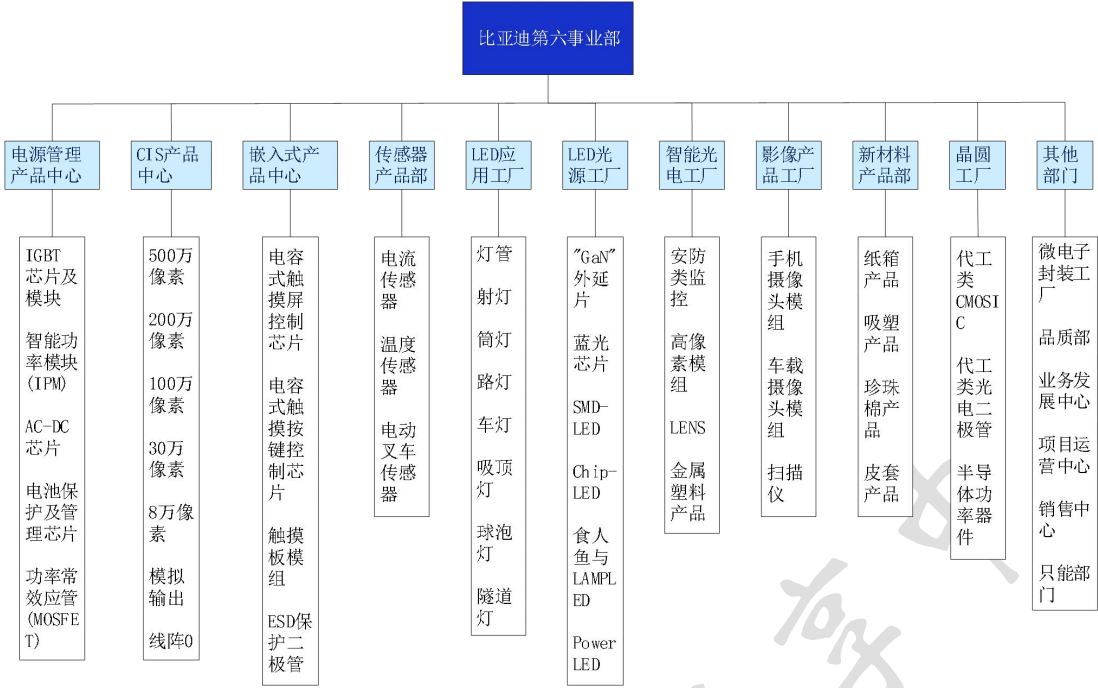 比亚迪第六事业部
电源管理
产品中心
CIS产品
中心
嵌入式产
品中心
传感器
产品部
LED应
用工厂
LED光
源工厂
智能光
电工厂
影像产
品工厂
新材料
产品部
晶圆
工厂
其他
部门
IGBT
芯片及
模块
智能功
率模块
(IPM)
AC-DC
芯片
电池保
护及管
理芯片
功率常
效应管
(MOSFE
T)
500万
像素
200万
像素
100万
像素
30万
像素
8万像
素
模拟
输出
线阵0
电容
式触
摸屏
控制
芯片
电容
式触
摸按
键控
制芯
片
触摸
板模
组
ESD保
护二
极管
电流
传感
器
温度
传感
器
电动
叉车
传感
器
灯管
射灯
筒灯
路灯
车灯
吸顶
灯
球泡
灯
隧道
灯
"GaN"
外延
片
蓝光
芯片
SMD-
LED
Chip-
LED
食人
鱼与
LAMPL
ED
Power
LED
安防
类监
控
高像
素模
组
LENS
金属
塑料
产品
手机
摄像
头模
组
车载
摄像
头模
组
扫描
仪
纸箱
产品
吸塑
产品
珍珠
棉产
品
皮套
产品
代工
类
CMOSI
C
代工
类光
电二
极管
半导
体功
率器
件
微电子
封装工
厂
品质部
业务发
展中心
项目运
营中心
销售中
心
只能部
门